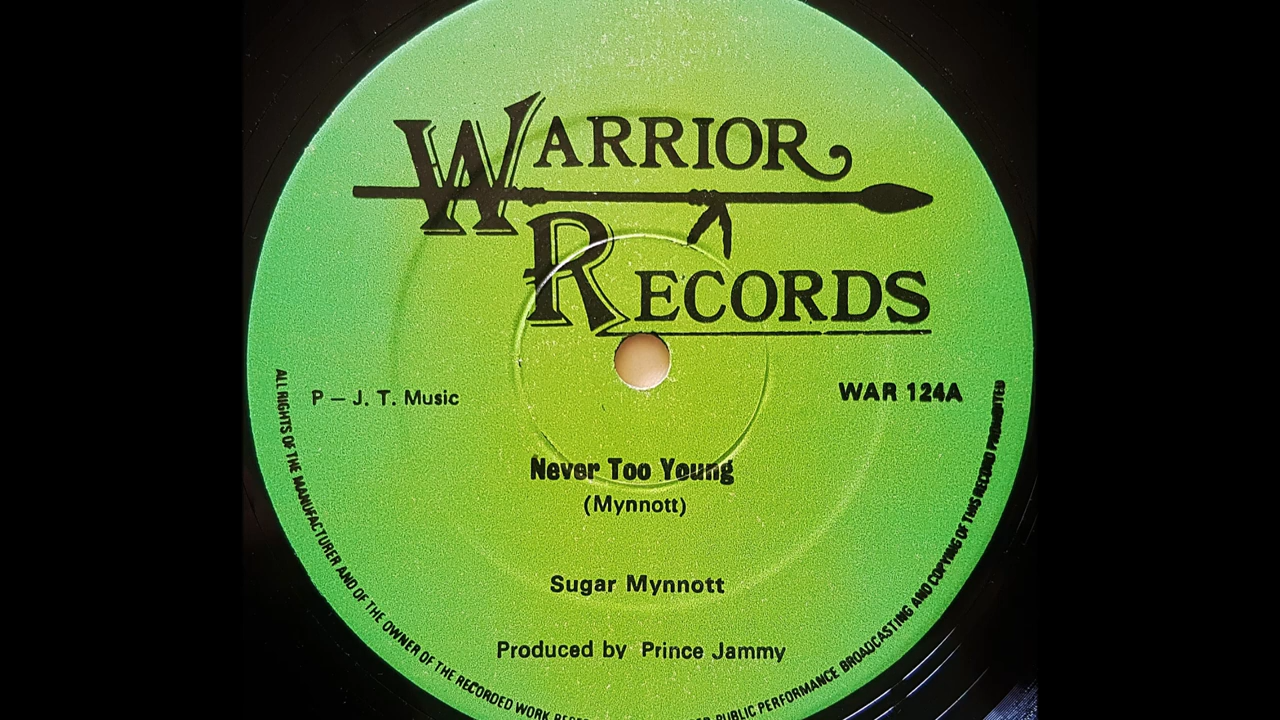 WARRIOR
RECORDS
P – J. T. Music
WAR 124A
Never Too Young
(Mynnott)
Sugar Mynnott
Produced by Prince Jammy
ALL RIGHTS OF THE MANUFACTURER AND OF THE OWNER OF THE RECORDED WORK PUBLIC PERFORMANCE BROADCASTING AND COPYING OF THIS RECORD PROHIBITED